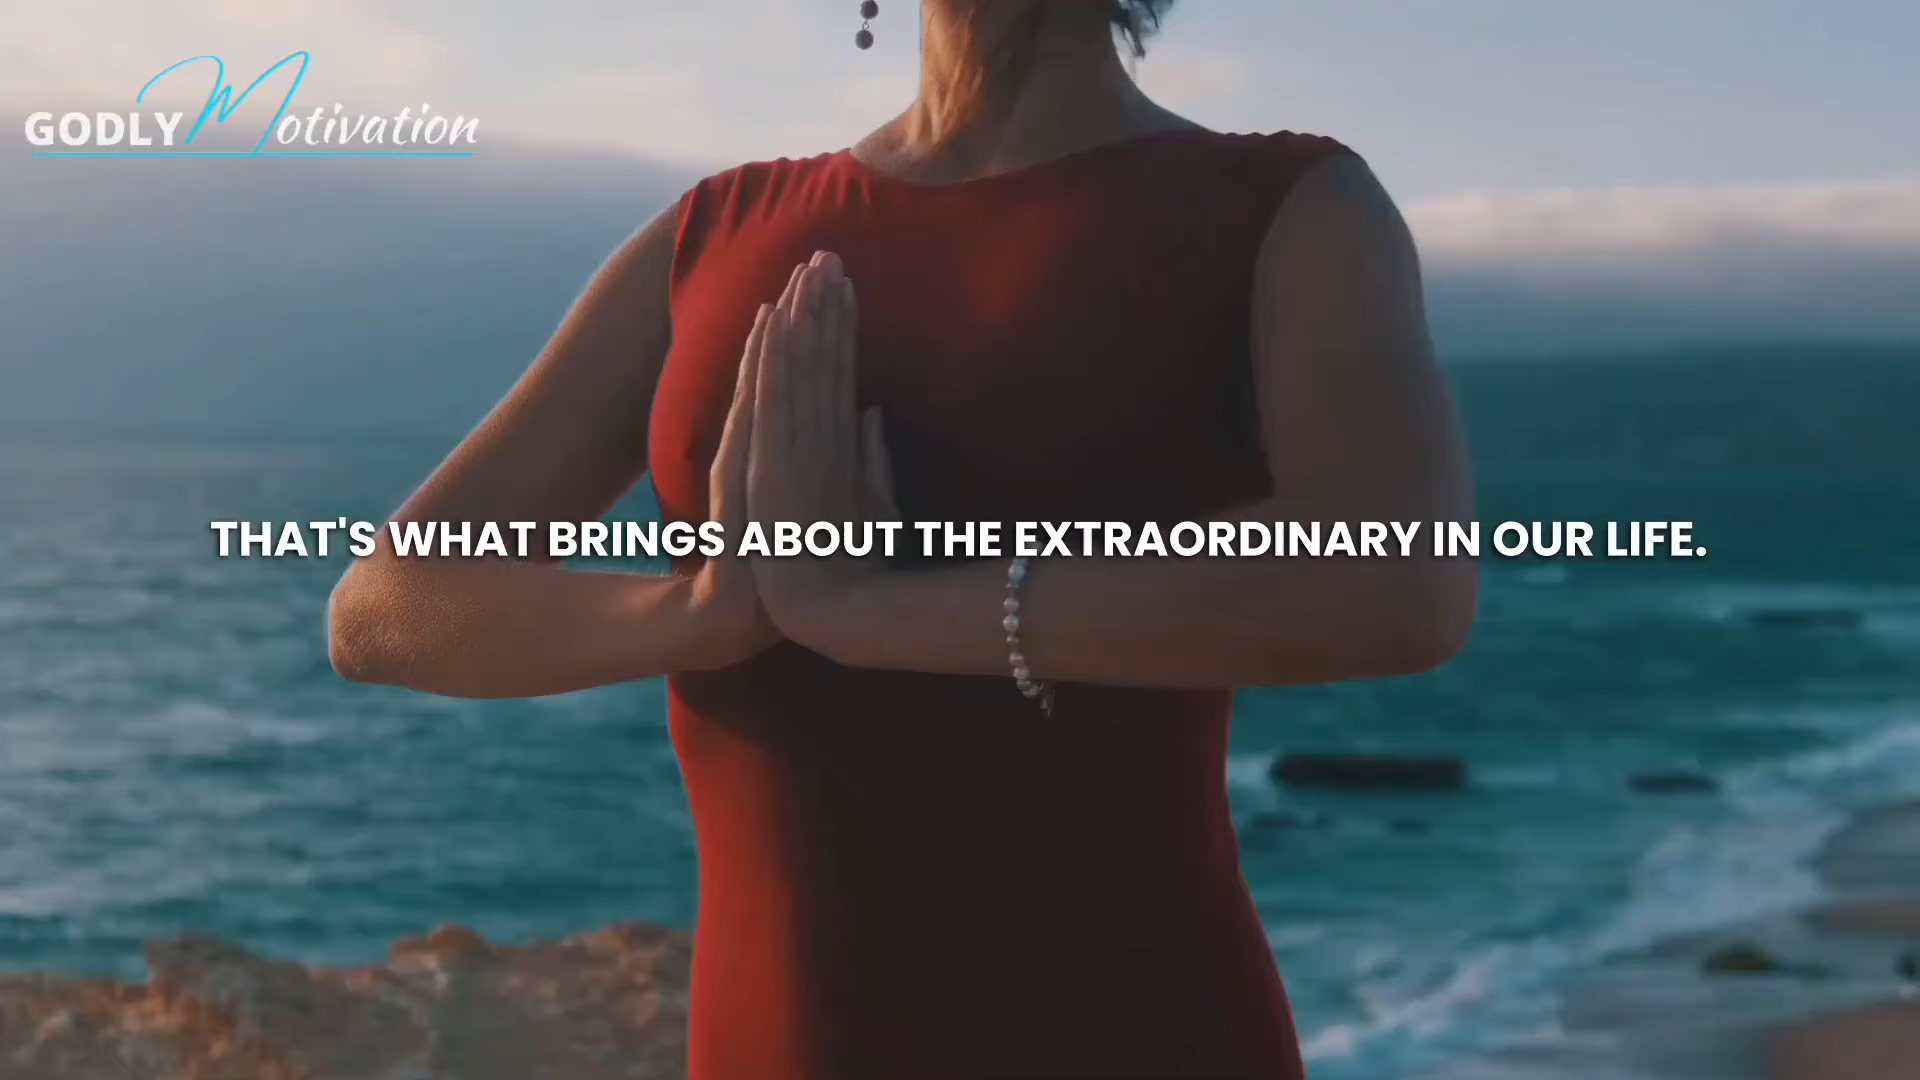 GODLY Motivation
THAT'S WHAT BRINGS ABOUT THE EXTRAORDINARY IN OUR LIFE.